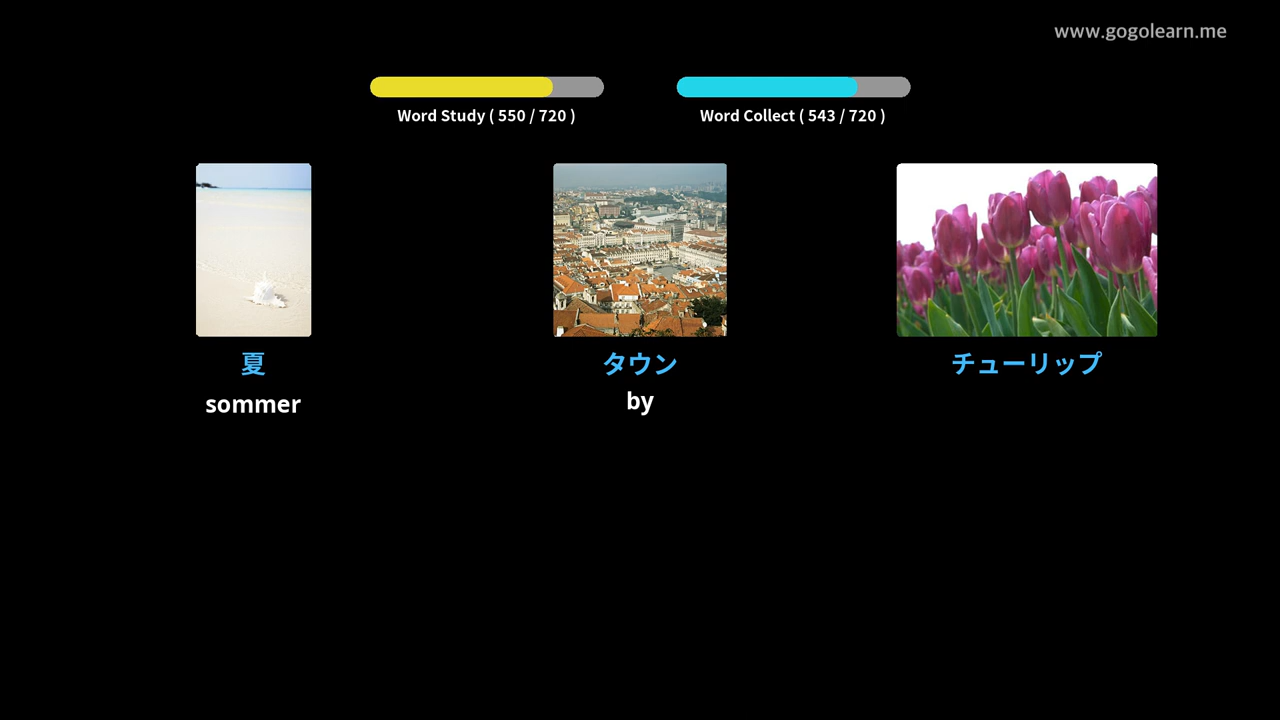 www.gogolearn.me
Word Study ( 550 / 720 )
Word Collect ( 543 / 720 )
夏
タウン
チューリップ
sommer
by